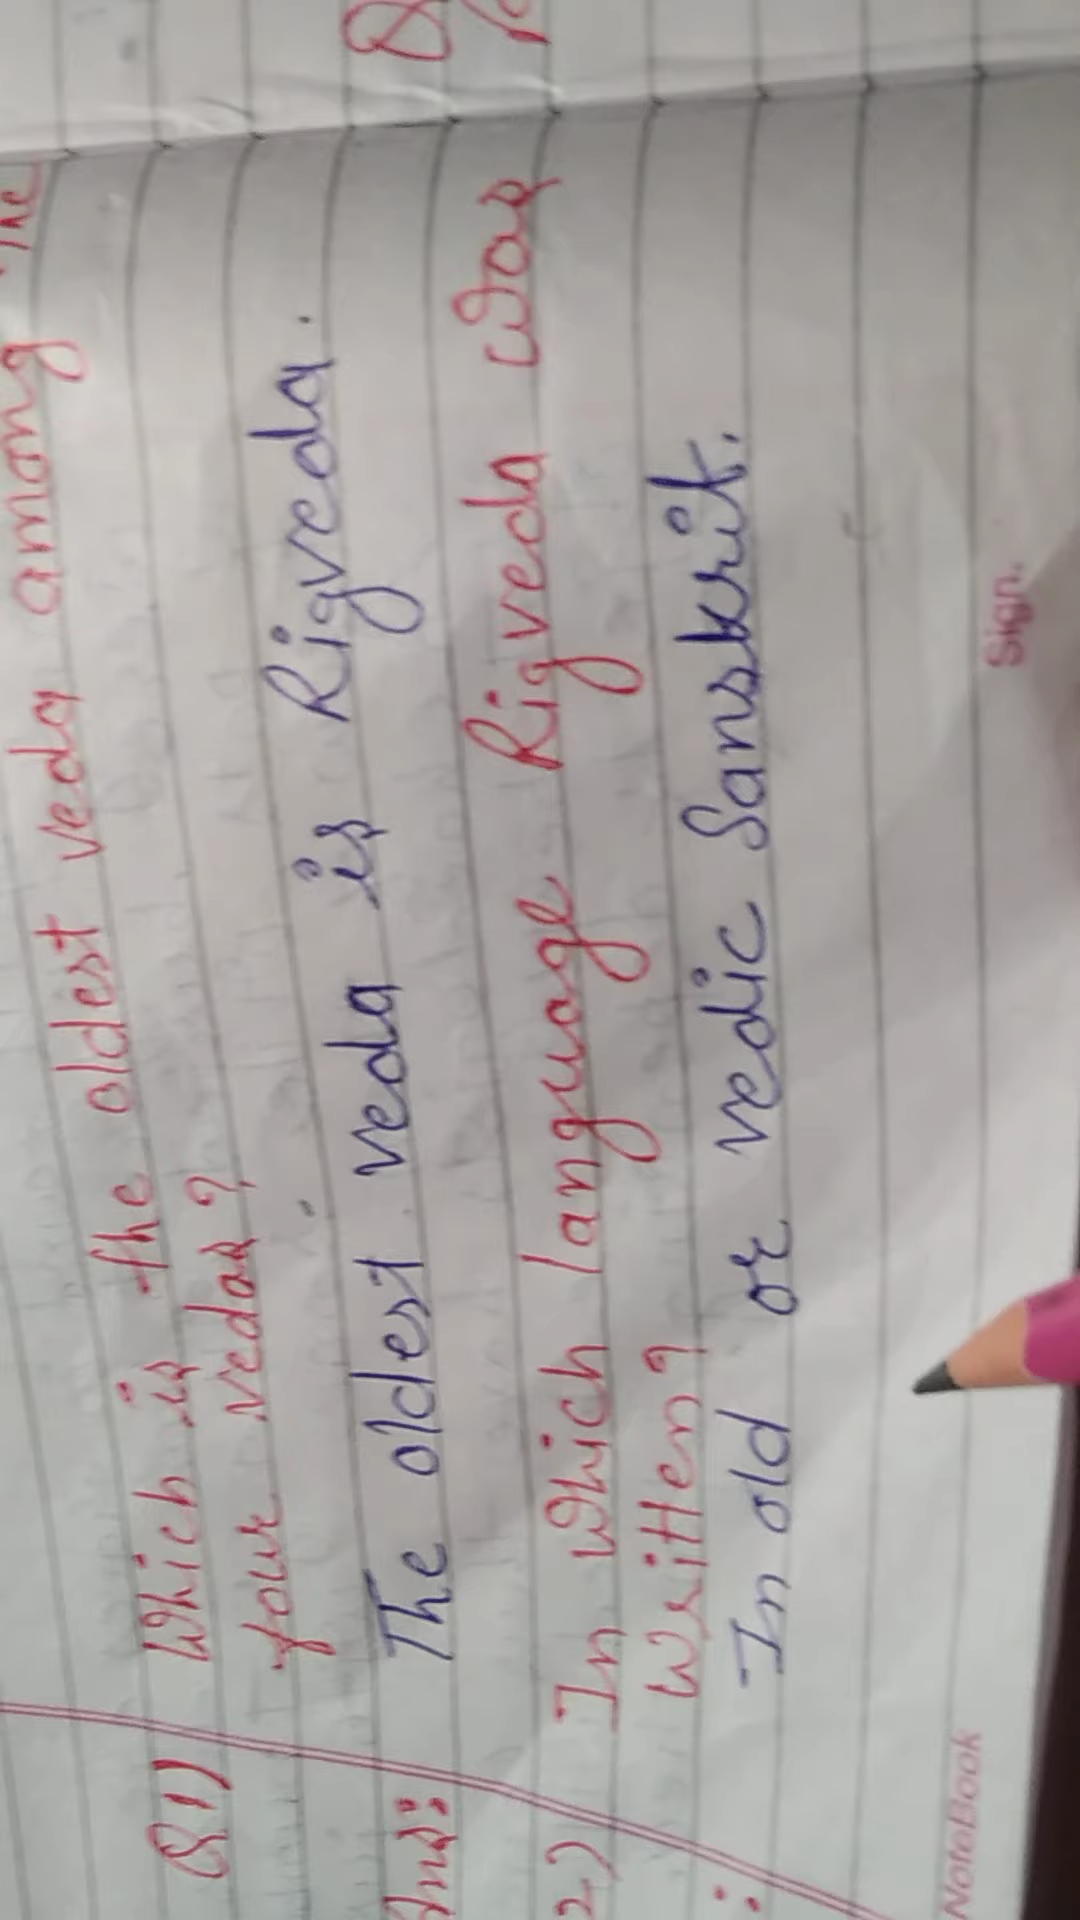 Q1) Which is the oldest veda among the
four vedas?
Ans: The oldest veda is Rigveda.
2) In which language Rigveda was
written?
: In old or vedic Sanskrit.
Sign.
NoteBook